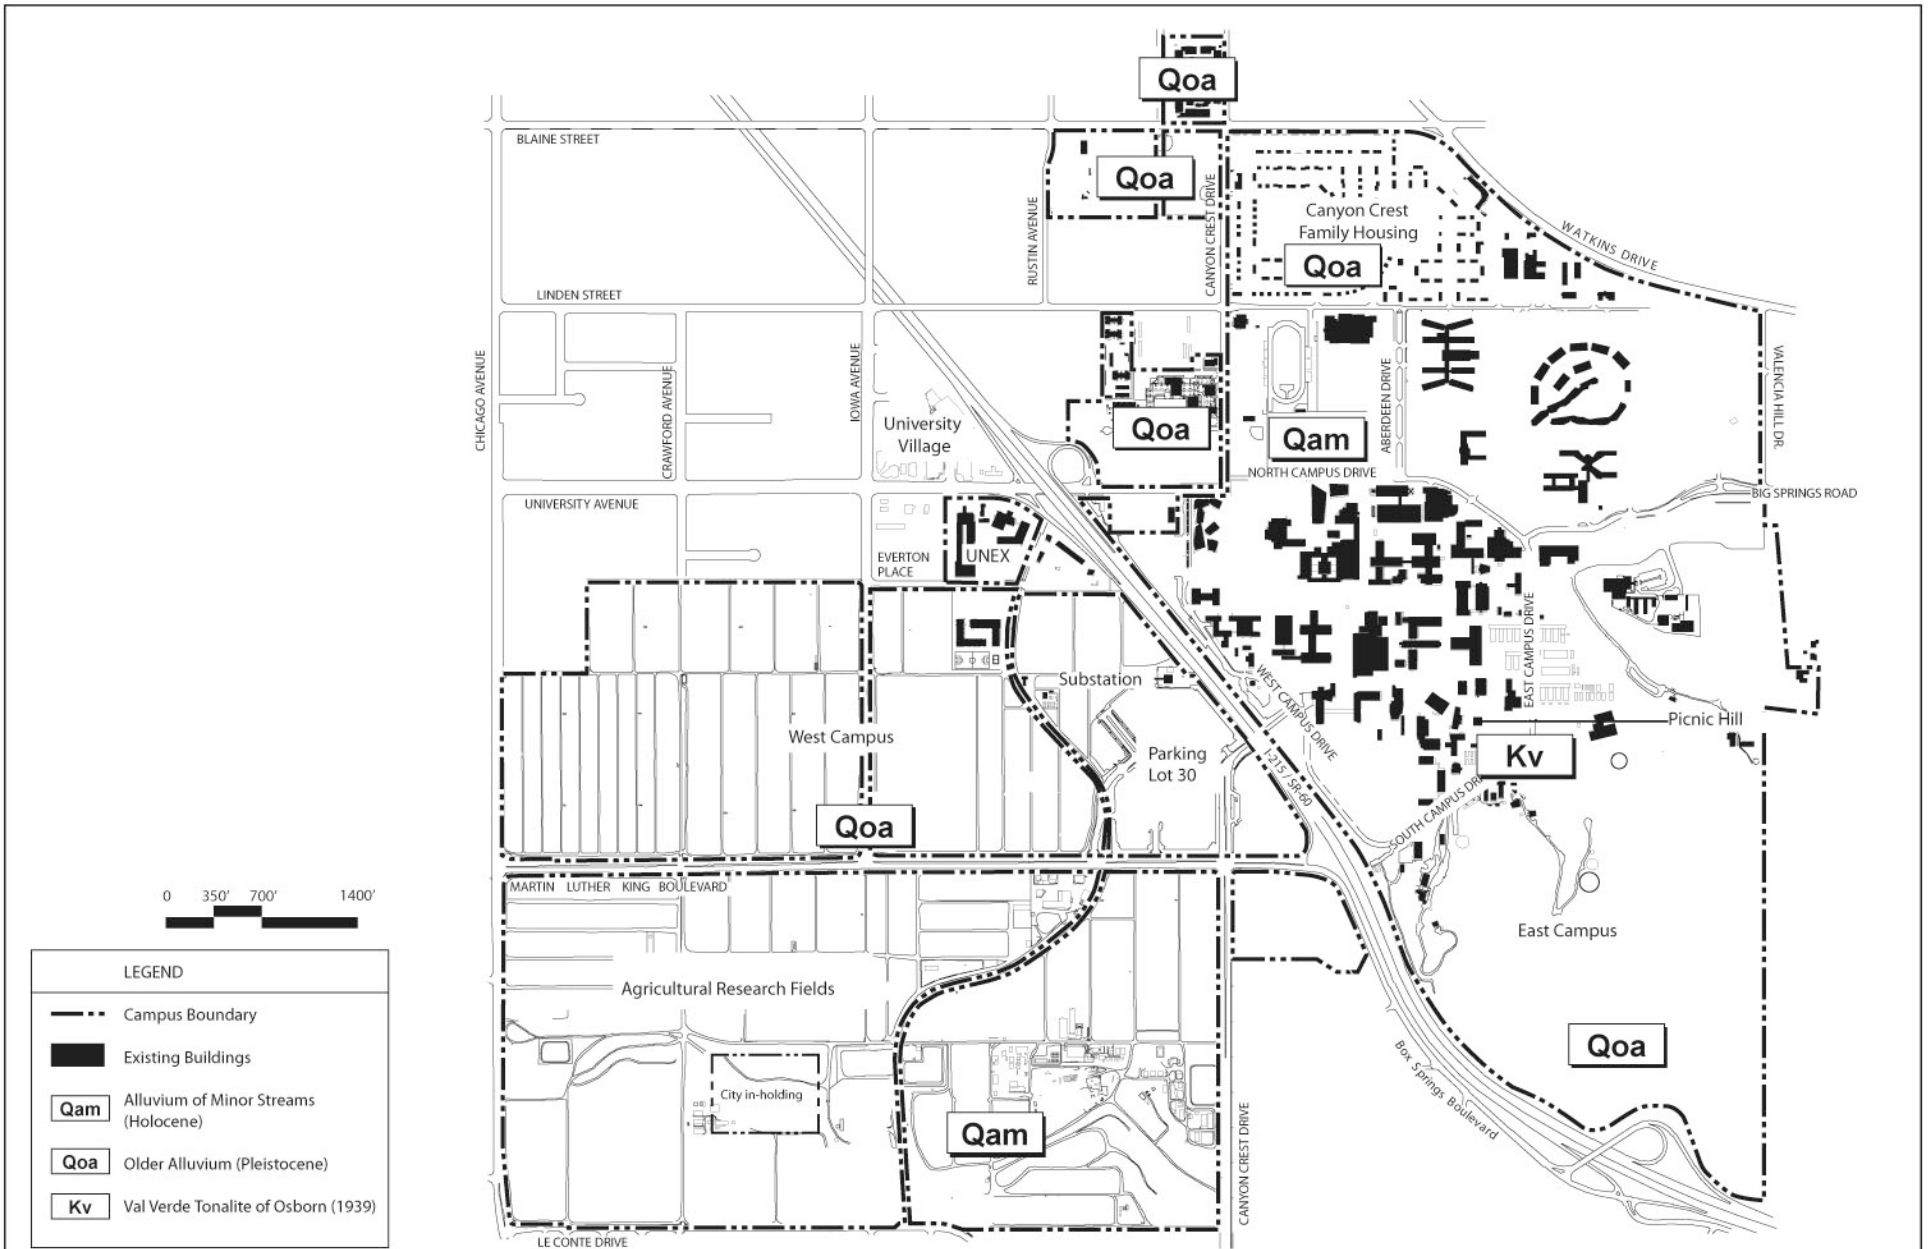 Qoa
BLAINE STREET
Qoa
RUSTIN AVENUE
CANYON CREST DRIVE
Canyon Crest
Family Housing
Qoa
WATKINS DRIVE
LINDEN STREET
CHICAGO AVENUE
CRAWFORD AVENUE
IOWA AVENUE
University
Village
Qoa
Qam
ABERDEEN DRIVE
VALENCIA HILL DR.
NORTH CAMPUS DRIVE
BIG SPRINGS ROAD
UNIVERSITY AVENUE
EVERTON
PLACE
UNEX
EAST CAMPUS DRIVE
Substation
WEST CAMPUS DRIVE
Picnic Hill
West Campus
Parking
Lot 30
I-215 / SR-60
Kv
Qoa
SOUTH CAMPUS DR
MARTIN LUTHER KING BOULEVARD
0 350' 700' 1400'
East Campus
LEGEND
Campus Boundary
Existing Buildings
Qam
Alluvium of Minor Streams
(Holocene)
Qoa
Older Alluvium (Pleistocene)
Kv
Val Verde Tonalite of Osborn (1939)
Agricultural Research Fields
City in-holding
Qoa
Box Springs Boulevard
Qam
CANYON CREST DRIVE
LE CONTE DRIVE